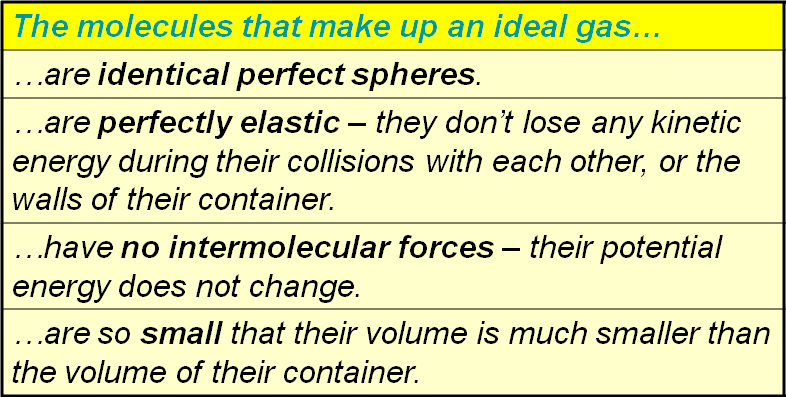 The molecules that make up an ideal gas…
…are identical perfect spheres.
…are perfectly elastic – they don’t lose any kinetic
energy during their collisions with each other, or the
walls of their container.
…have no intermolecular forces – their potential
energy does not change.
…are so small that their volume is much smaller than
the volume of their container.